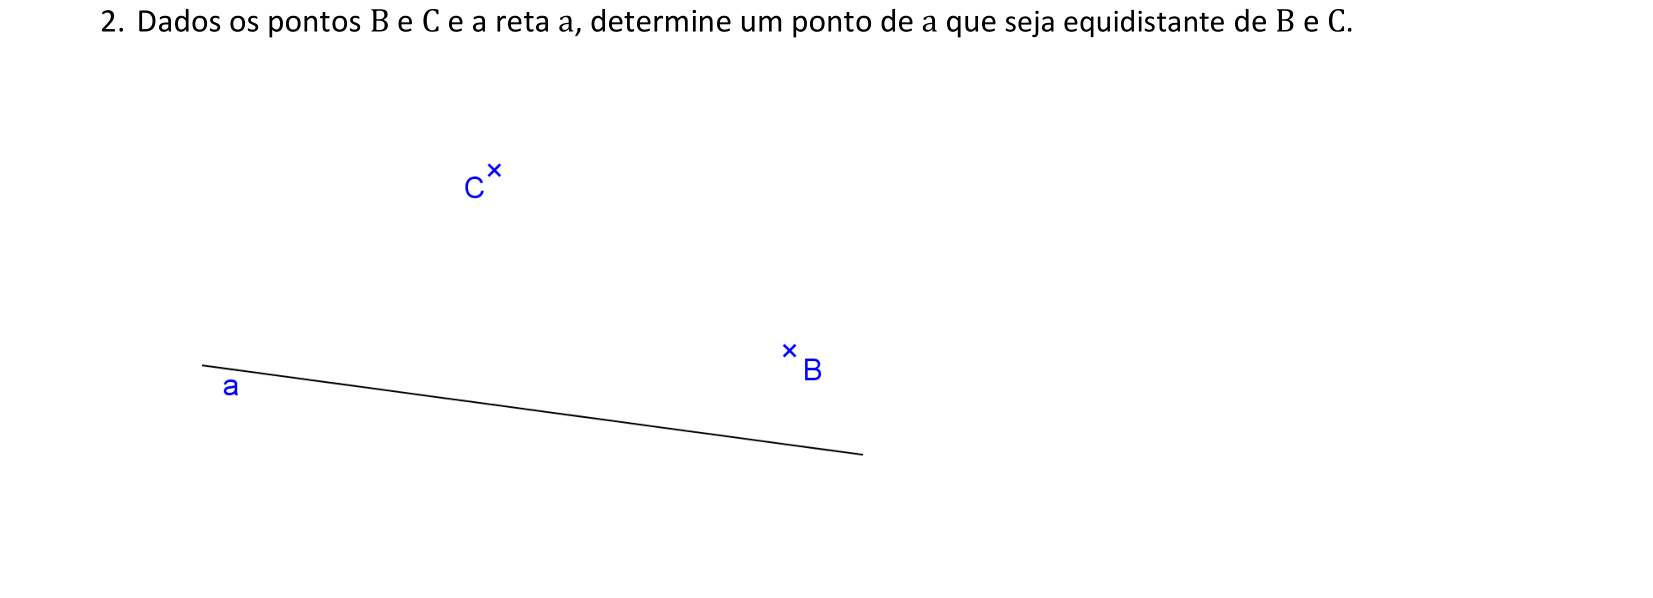 2. Dados os pontos B e C e a reta a, determine um ponto de a que seja equidistante de B e C.
C
B
a